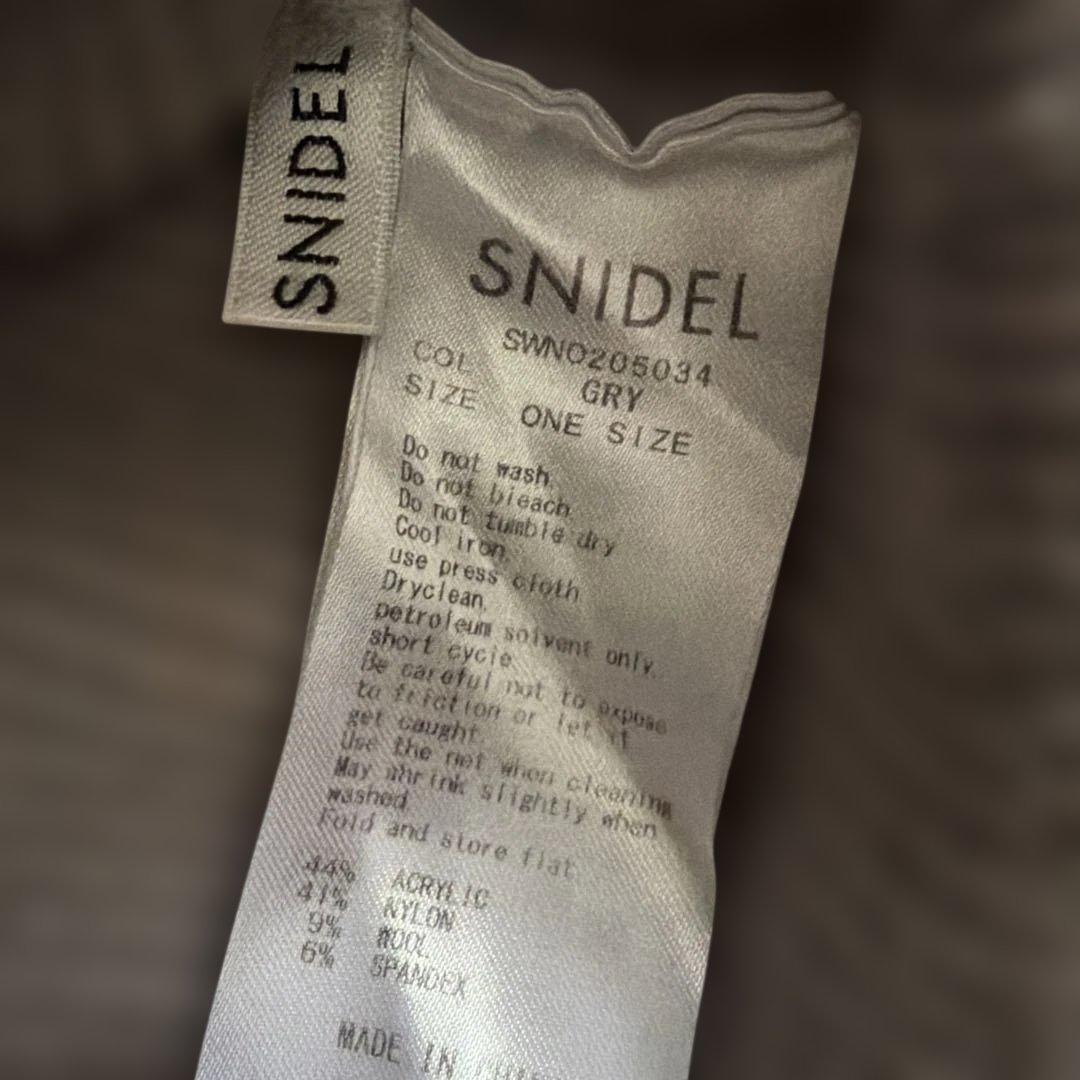 SNIDEL
SNIDEL
SWNO205034
COL GRY
SIZE ONE SIZE
Do not wash.
Do not bleach.
Do not tumble dry
Cool iron,
use press cloth
Dryclean,
petroleum solvent only,
short cycle
Be careful not to expose
to friction or let it
get caught.
Use the net when cleaning
May shrink slightly when
washed
Fold and store flat.
44% ACRYLIC
41% NYLON
9% WOOL
6% SPANDEX
MADE IN